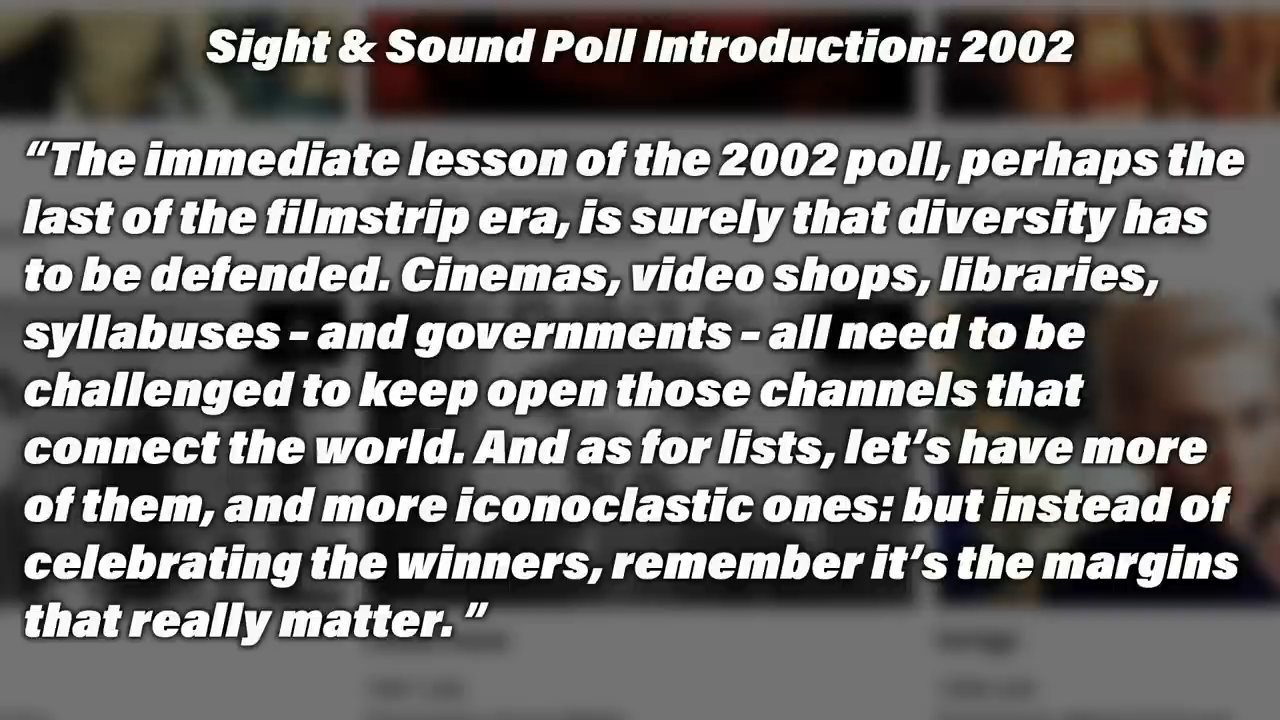 Sight & Sound Poll Introduction: 2002
“The immediate lesson of the 2002 poll, perhaps the
last of the filmstrip era, is surely that diversity has
to be defended. Cinemas, video shops, libraries,
syllabuses - and governments - all need to be
challenged to keep open those channels that
connect the world. And as for lists, let’s have more
of them, and more iconoclastic ones: but instead of
celebrating the winners, remember it’s the margins
that really matter. ”